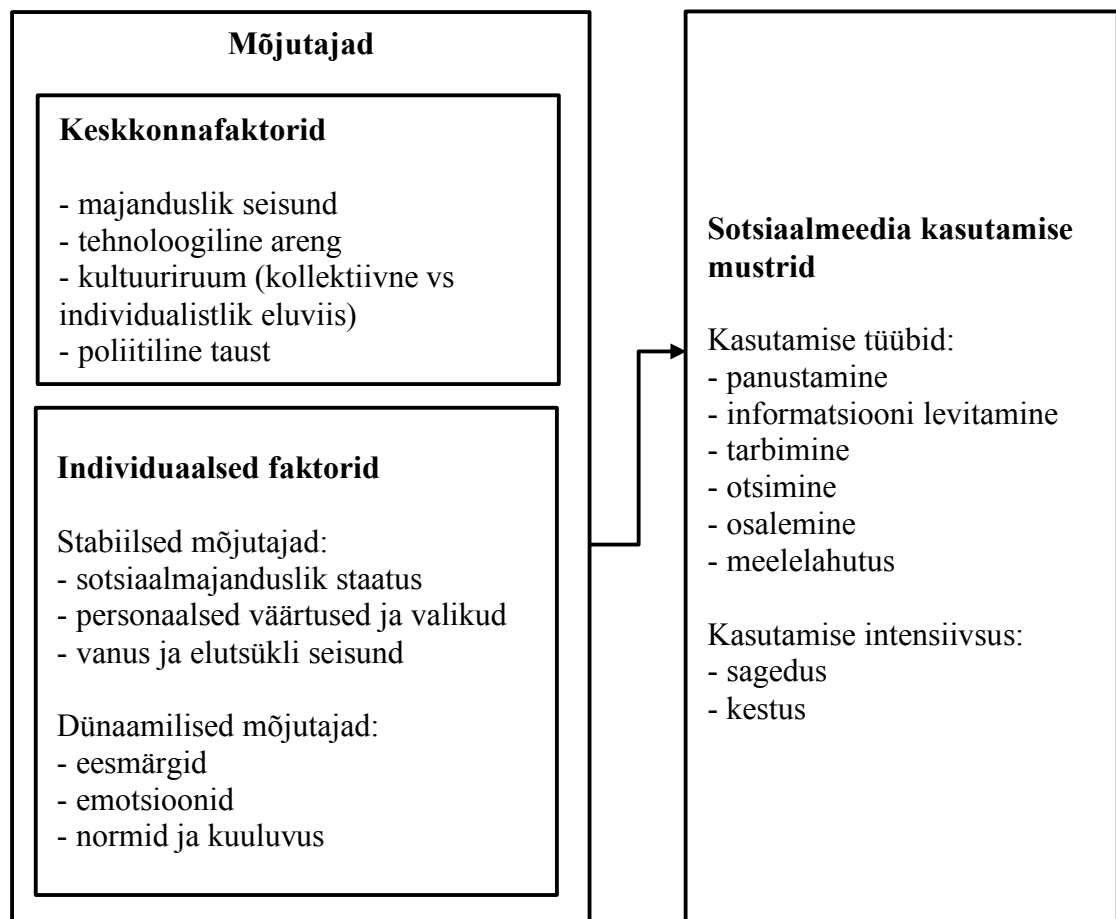 Mõjutajad
Keskkonnafaktorid
- majanduslik seisund
- tehnoloogiline areng
- kultuuriruum (kollektiivne vs
individualistlik eluviis)
- poliitiline taust
Individuaalsed faktorid
Stabiilsed mõjutajad:
- sotsiaalmajanduslik staatus
- personaalsed väärtused ja valikud
- vanus ja elutsükli seisund
Dünaamilised mõjutajad:
- eesmärgid
- emotsioonid
- normid ja kuuluvus
Sotsiaalmeedia kasutamise
mustrid
Kasutamise tüübid:
- panustamine
- informatsiooni levitamine
- tarbimine
- otsimine
- osalemine
- meelelahutus
Kasutamise intensiivsus:
- sagedus
- kestus